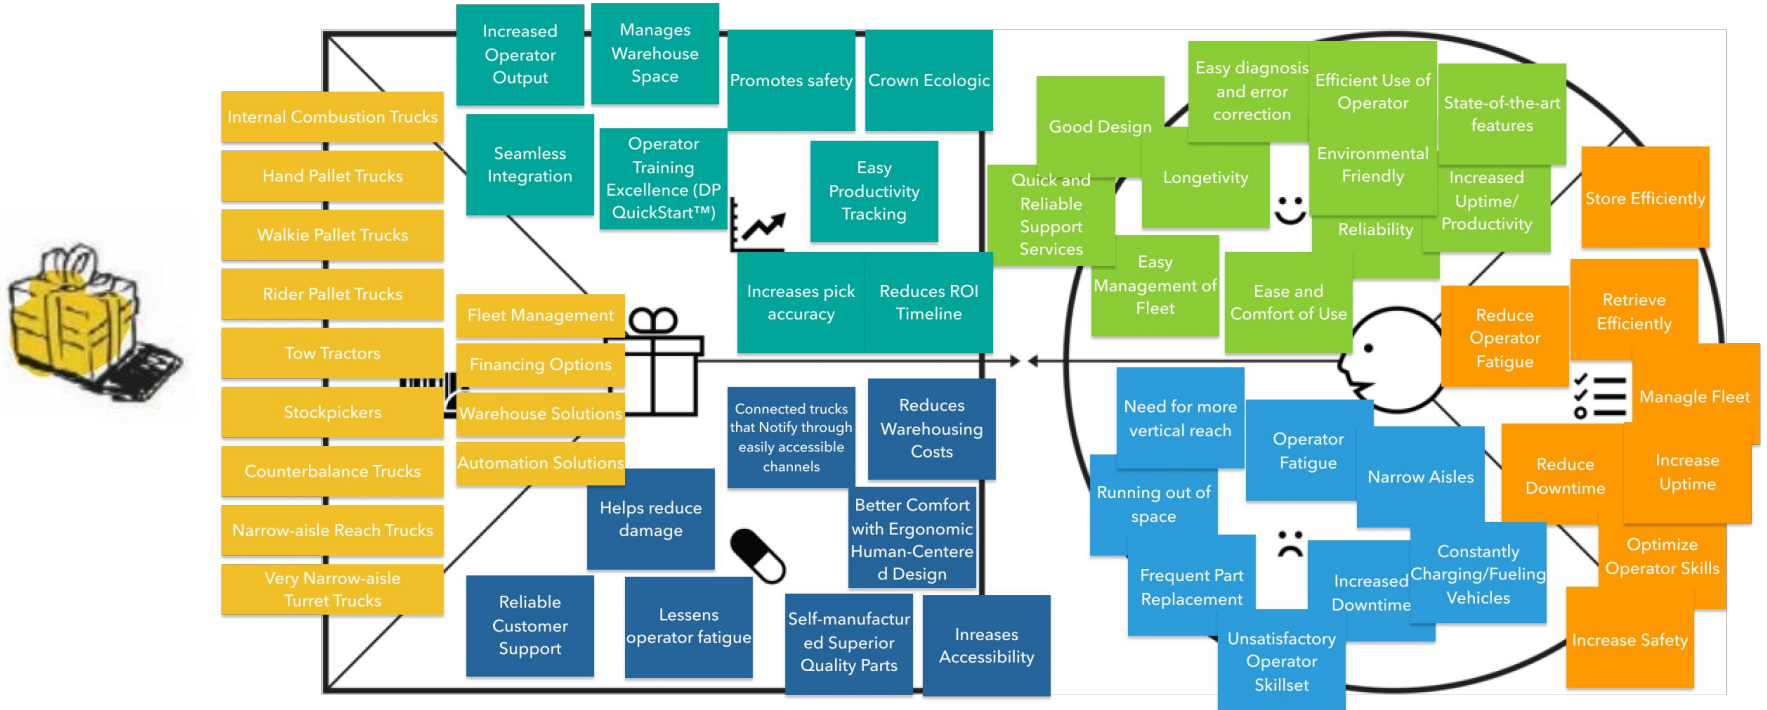 Internal Combustion Trucks
Hand Pallet Trucks
Walkie Pallet Trucks
Rider Pallet Trucks
Tow Tractors
Stockpickers
Counterbalance Trucks
Narrow-aisle Reach Trucks
Very Narrow-aisle
Turret Trucks
Fleet Management
Financing Options
Warehouse Solutions
Automation Solutions
Increased
Operator
Output
Manages
Warehouse
Space
Promotes safety
Crown Ecologic
Seamless
Integration
Operator
Training
Excellence (DP
QuickStart™)
Easy
Productivity
Tracking
Increases pick
accuracy
Reduces ROI
Timeline
Connected trucks
that Notify through
easily accessible
channels
Reduces
Warehousing
Costs
Helps reduce
damage
Better Comfort
with Ergonomic
Human-Centere
d Design
Reliable
Customer
Support
Lessens
operator fatigue
Self-manufactur
ed Superior
Quality Parts
Inreases
Accessibility
Easy diagnosis
and error
correction
Efficient Use of
Operator
State-of-the-art
features
Good Design
Longetivity
Environmental
Friendly
Increased
Uptime/
Productivity
Quick and
Reliable
Support
Services
Reliability
Easy
Management of
Fleet
Ease and
Comfort of Use
Need for more
vertical reach
Operator
Fatigue
Narrow Aisles
Running out of
space
Frequent Part
Replacement
Increased
Downtime
Constantly
Charging/Fueling
Vehicles
Unsatisfactory
Operator
Skillset
Store Efficiently
Retrieve
Efficiently
Reduce
Operator
Fatigue
Managle Fleet
Reduce
Downtime
Increase
Uptime
Optimize
Operator Skills
Increase Safety